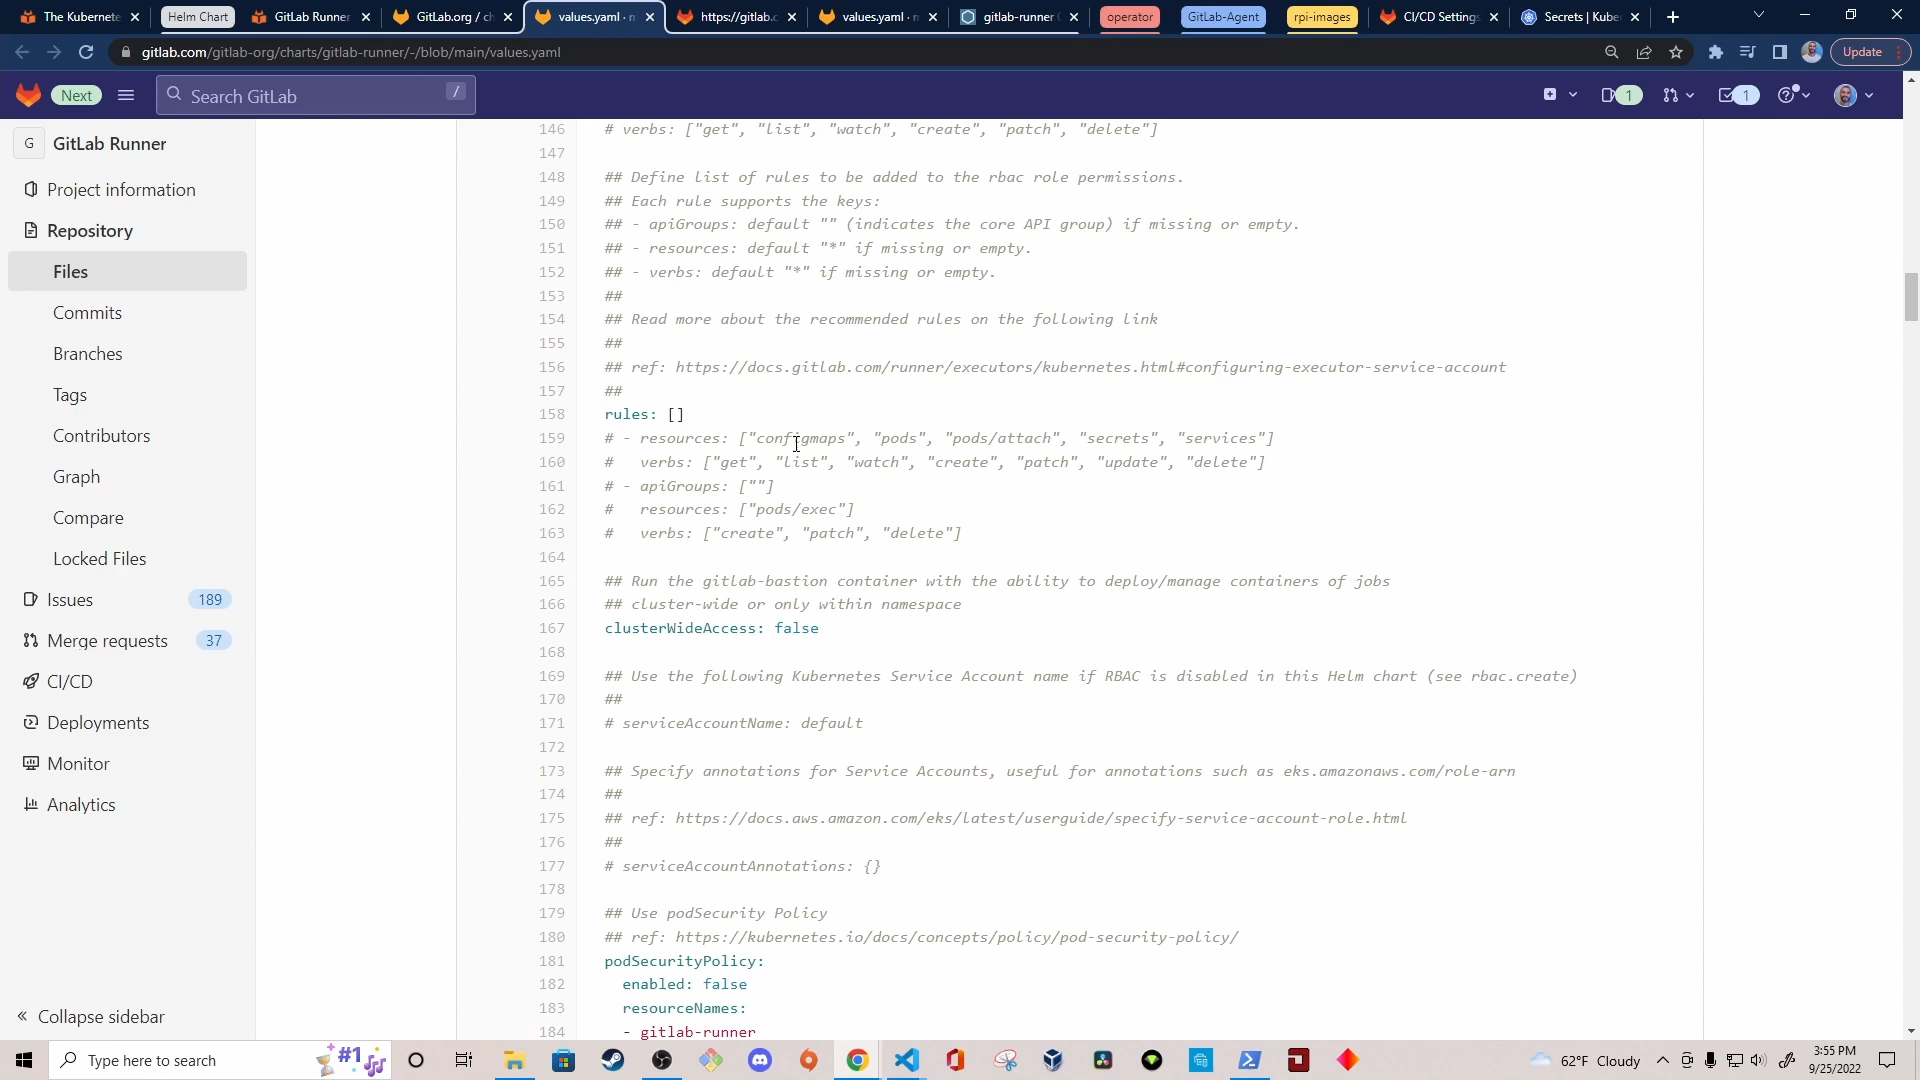 The Kuberne
Helm Chart
GitLab Runner
GitLab.org / ch
values.yaml · m
https://gitlab.c
values.yaml · m
gitlab-runner
operator
GitLab-Agent
rpi-images
CI/CD Settings
Secrets | Kube
gitlab.com/gitlab-org/charts/gitlab-runner/-/blob/main/values.yaml
Update
Next
Search GitLab
/
1
1
G
GitLab Runner
Project information
Repository
Files
Commits
Branches
Tags
Contributors
Graph
Compare
Locked Files
Issues 189
Merge requests 37
CI/CD
Deployments
Monitor
Analytics
Collapse sidebar
146 # verbs: ["get", "list", "watch", "create", "patch", "delete"]
147
148 ## Define list of rules to be added to the rbac role permissions.
149 ## Each rule supports the keys:
150 ## - apiGroups: default "" (indicates the core API group) if missing or empty.
151 ## - resources: default "*" if missing or empty.
152 ## - verbs: default "*" if missing or empty.
153 ##
154 ## Read more about the recommended rules on the following link
155 ##
156 ## ref: https://docs.gitlab.com/runner/executors/kubernetes.html#configuring-executor-service-account
157 ##
158 rules: []
159 # - resources: ["configmaps", "pods", "pods/attach", "secrets", "services"]
160 #   verbs: ["get", "list", "watch", "create", "patch", "update", "delete"]
161 # - apiGroups: [""]
162 #   resources: ["pods/exec"]
163 #   verbs: ["create", "patch", "delete"]
164
165 ## Run the gitlab-bastion container with the ability to deploy/manage containers of jobs
166 ## cluster-wide or only within namespace
167 clusterWideAccess: false
168
169 ## Use the following Kubernetes Service Account name if RBAC is disabled in this Helm chart (see rbac.create)
170 ##
171 # serviceAccountName: default
172
173 ## Specify annotations for Service Accounts, useful for annotations such as eks.amazonaws.com/role-arn
174 ##
175 ## ref: https://docs.aws.amazon.com/eks/latest/userguide/specify-service-account-role.html
176 ##
177 # serviceAccountAnnotations: {}
178
179 ## Use podSecurity Policy
180 ## ref: https://kubernetes.io/docs/concepts/policy/pod-security-policy/
181 podSecurityPolicy:
182   enabled: false
183   resourceNames:
184   - gitlab-runner
Type here to search
#1
62°F Cloudy
3:55 PM
9/25/2022